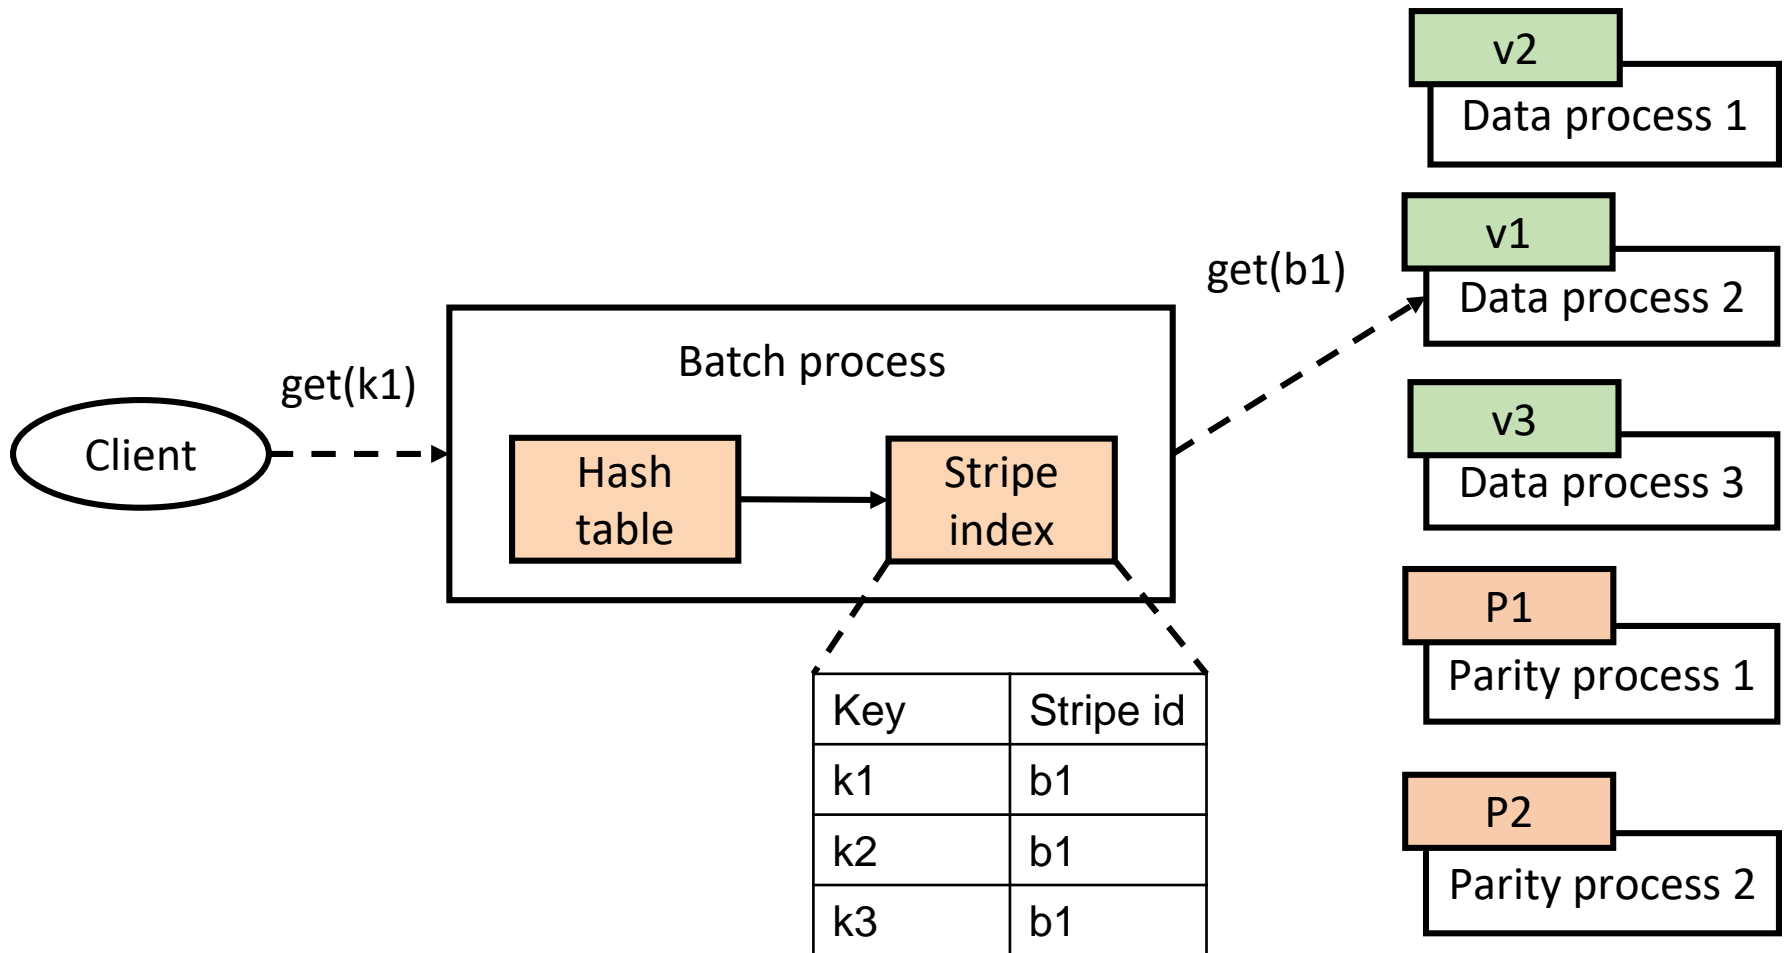 Client
get(k1)
Batch process
Hash
table
Stripe
index
Key Stripe id
k1 b1
k2 b1
k3 b1
get(b1)
v2
Data process 1
v1
Data process 2
v3
Data process 3
P1
Parity process 1
P2
Parity process 2